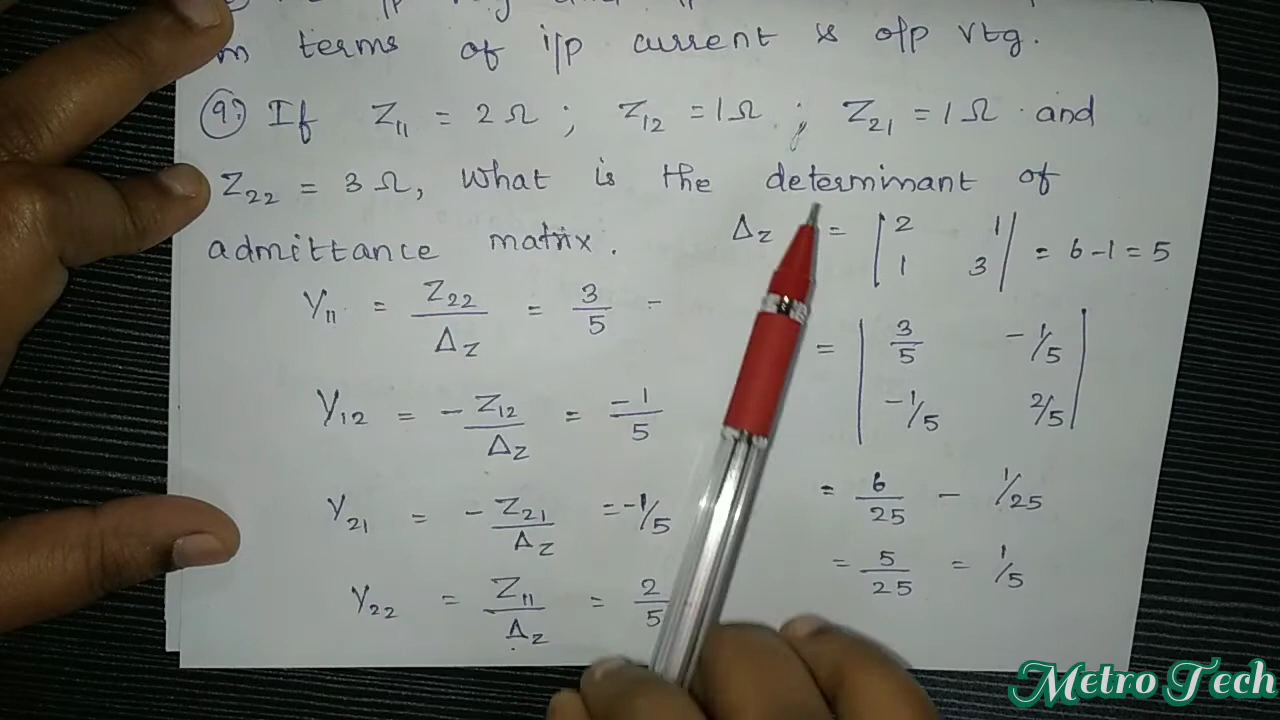 in terms of i/p current is o/p vtg.
9) If Z11 = 2Ω ; Z12 = 1Ω ; Z21 = 1Ω and
Z22 = 3Ω, What is the determinant of
admittance matrix.
ΔZ = | 2 1 | = 6-1 = 5
| 1 3 |
Y11 = Z22 / ΔZ = 3/5
Y12 = - Z12 / ΔZ = -1/5
Y21 = - Z21 / ΔZ = -1/5
Y22 = Z11 / ΔZ = 2/5
= | 3/5 -1/5 |
| -1/5 2/5 |
= 6/25 - 1/25
= 5/25 = 1/5
Metro Tech